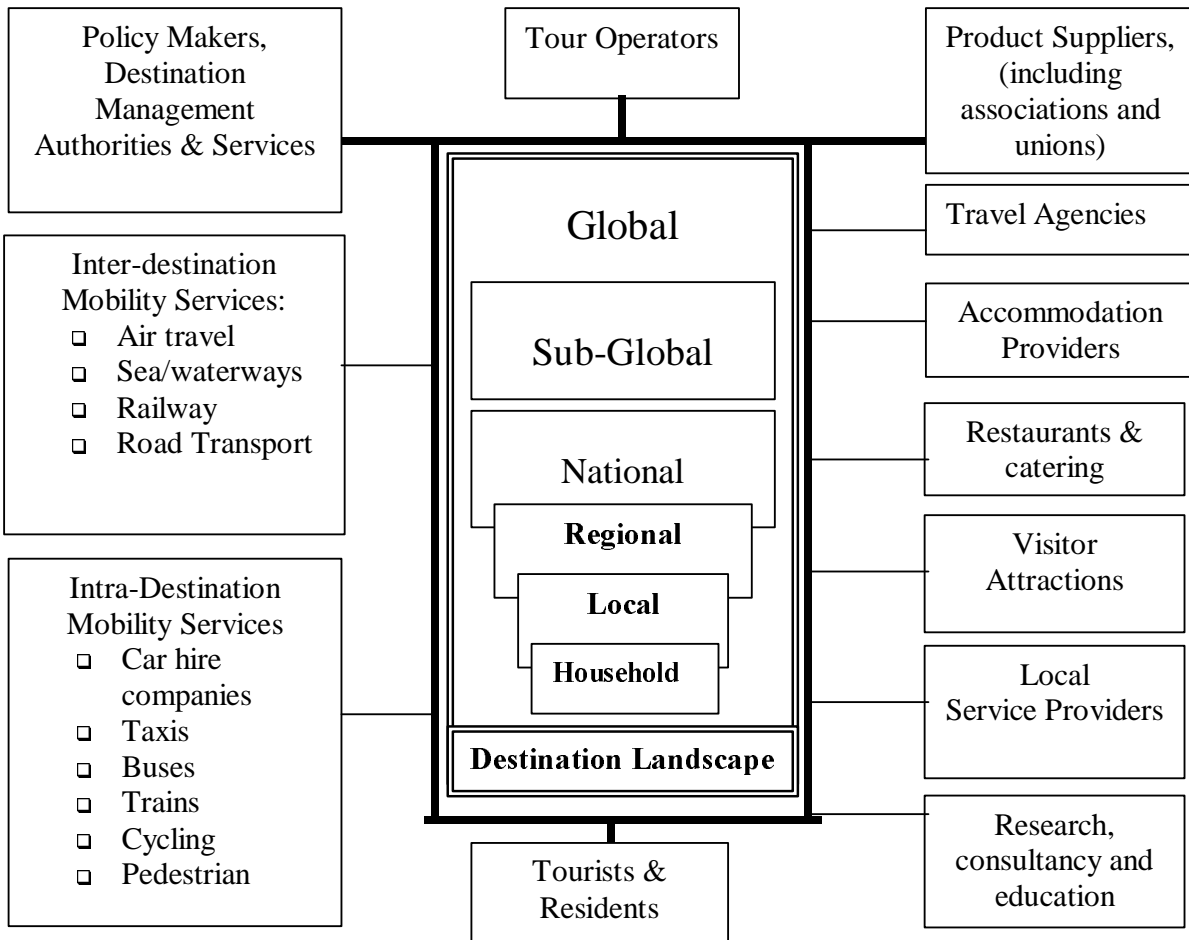 Policy Makers,
Destination
Management
Authorities & Services
Tour Operators
Product Suppliers,
(including
associations and
unions)
Travel Agencies
Inter-destination
Mobility Services:
❑ Air travel
❑ Sea/waterways
❑ Railway
❑ Road Transport
Global
Sub-Global
National
Regional
Local
Household
Destination Landscape
Accommodation
Providers
Restaurants &
catering
Visitor
Attractions
Intra-Destination
Mobility Services
❑ Car hire
companies
❑ Taxis
❑ Buses
❑ Trains
❑ Cycling
❑ Pedestrian
Local
Service Providers
Research,
consultancy and
education
Tourists &
Residents